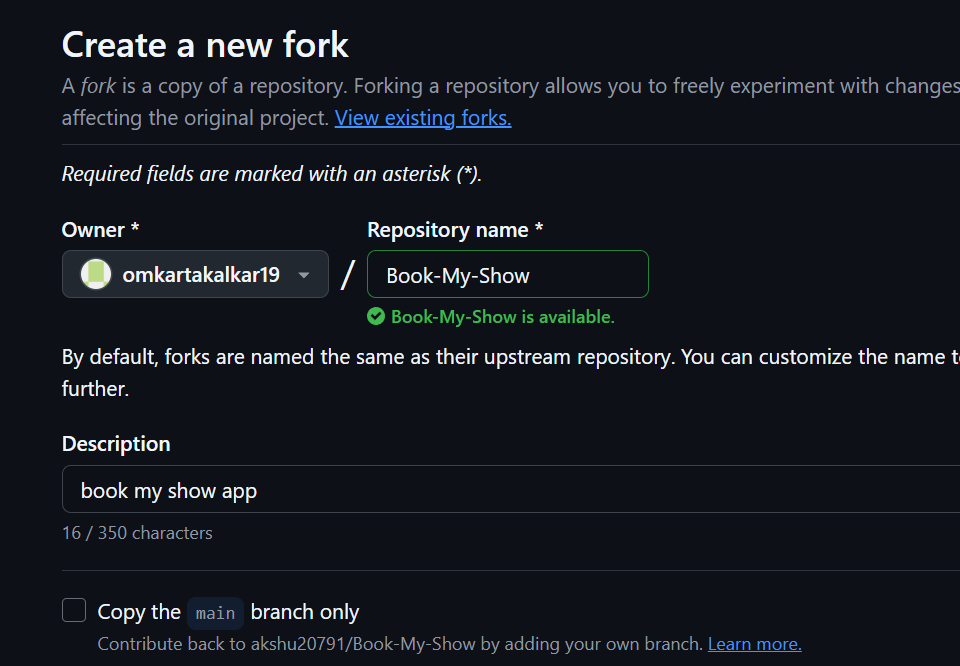 Create a new fork
A fork is a copy of a repository. Forking a repository allows you to freely experiment with changes
affecting the original project. View existing forks.
Required fields are marked with an asterisk (*).
Owner *
Repository name *
omkartakalkar19
/
Book-My-Show
Book-My-Show is available.
By default, forks are named the same as their upstream repository. You can customize the name
further.
Description
book my show app
16 / 350 characters
Copy the main branch only
Contribute back to akshu20791/Book-My-Show by adding your own branch. Learn more.